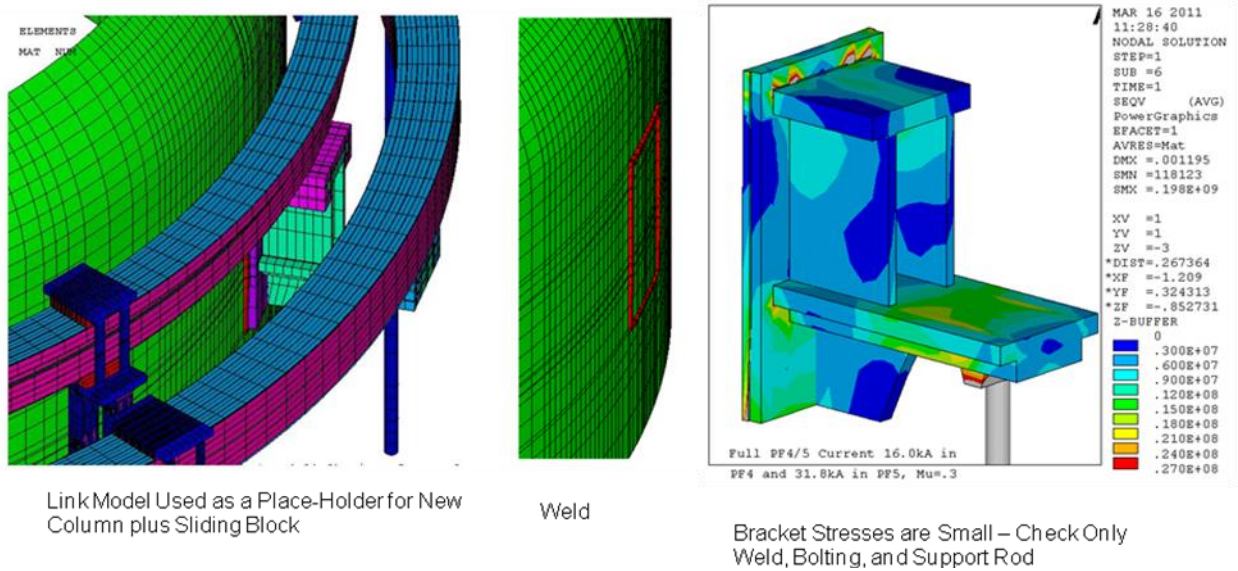 ELEMENTS
MAT NUM
MAR 16 2011
11:28:40
NODAL SOLUTION
STEP=1
SUB =6
TIME=1
SEQV (AVG)
PowerGraphics
EFACET=1
AVRES=Mat
DMX =.001195
SMN =118123
SMX =.198E+09
XV =1
YV =1
ZV =-3
*DIST=.267364
*XF =-1.209
*YF =.324313
*ZF =-.852731
Z-BUFFER
0
.300E+07
.600E+07
.900E+07
.120E+08
.150E+08
.180E+08
.210E+08
.240E+08
.270E+08
Full PF4/5 Current 16.0kA in
PF4 and 31.8kA in PF5, Mu=.3
Link Model Used as a Place-Holder for New
Column plus Sliding Block
Weld
Bracket Stresses are Small – Check Only
Weld, Bolting, and Support Rod